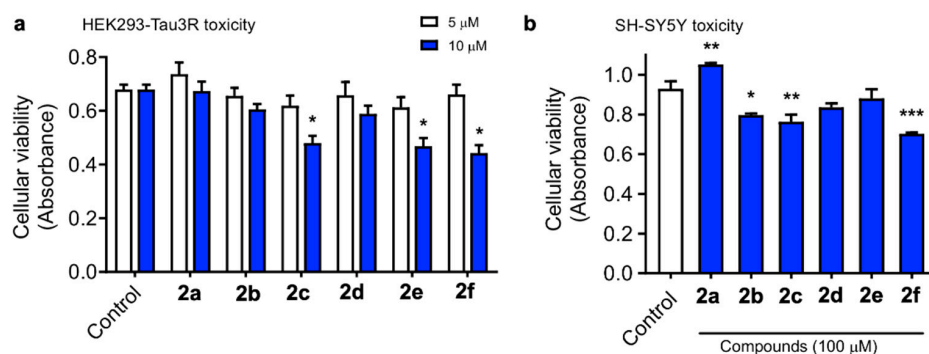 a HEK293-Tau3R toxicity
5 μM
10 μM
Cellular viability
(Absorbance)
0.8
0.6
0.4
0.2
0.0
* * *
Control 2a 2b 2c 2d 2e 2f
b SH-SY5Y toxicity
Cellular viability
(Absorbance)
1.0
0.8
0.6
0.4
0.2
0.0
** * ** ***
Control 2a 2b 2c 2d 2e 2f
Compounds (100 μM)